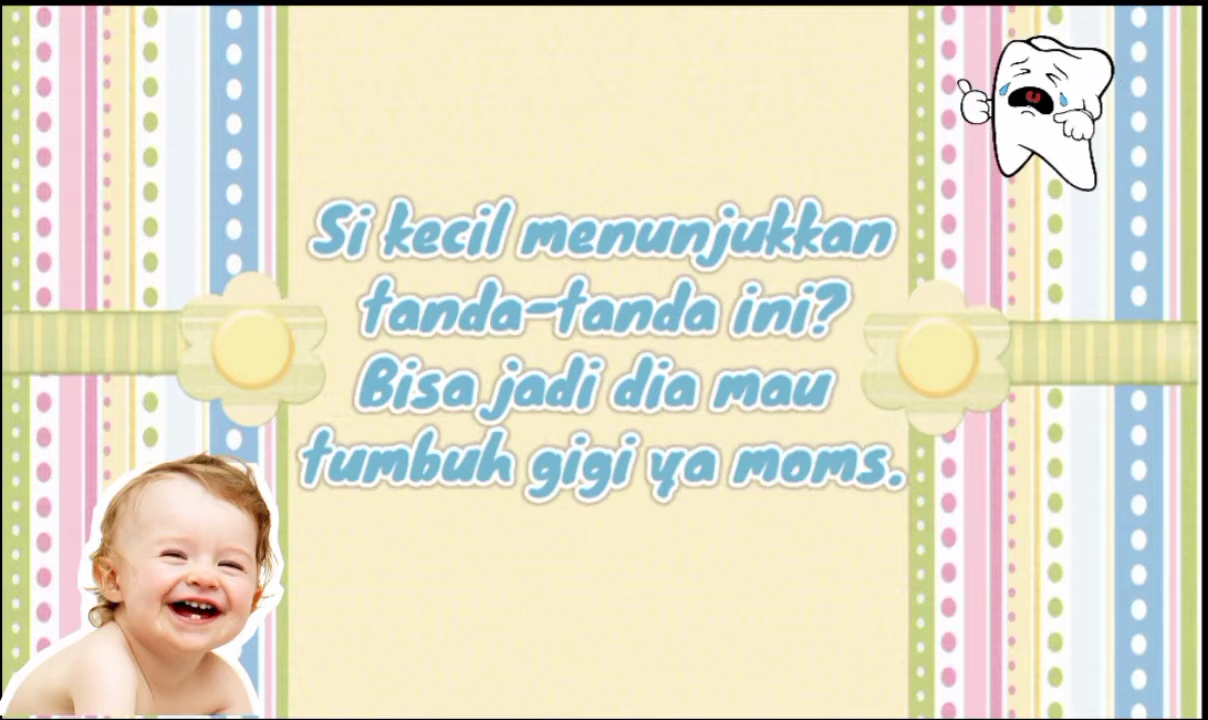 Si kecil menunjukkan
tanda-tanda ini?
Bisa jadi dia mau
tumbuh gigi ya moms.